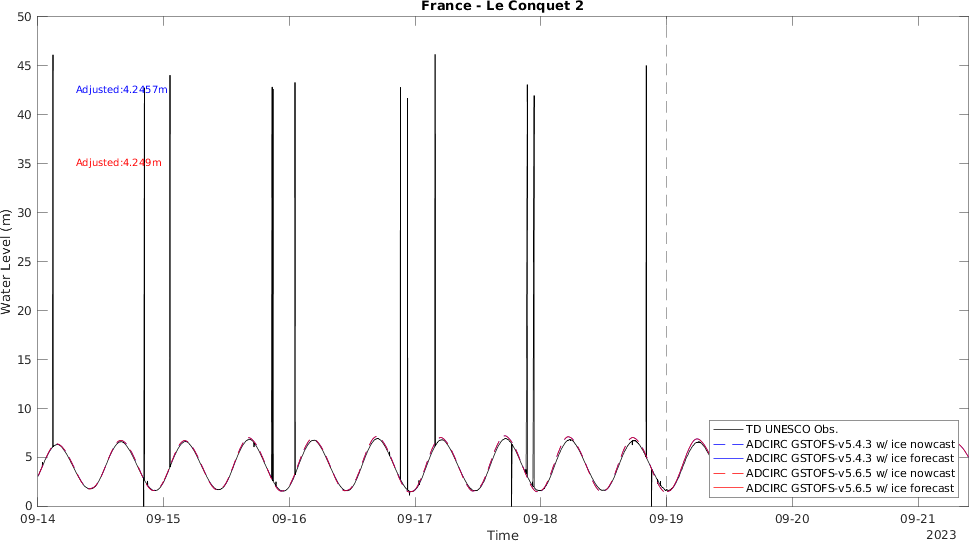 France - Le Conquet 2
50
45
40
35
30
25
20
15
10
5
0
Water Level (m)
Adjusted:4.2457m
Adjusted:4.249m
TD UNESCO Obs.
ADCIRC GSTOFS-v5.4.3 w/ ice nowcast
ADCIRC GSTOFS-v5.4.3 w/ ice forecast
ADCIRC GSTOFS-v5.6.5 w/ ice nowcast
ADCIRC GSTOFS-v5.6.5 w/ ice forecast
09-14 09-15 09-16 09-17 09-18 09-19 09-20 09-21
Time
2023